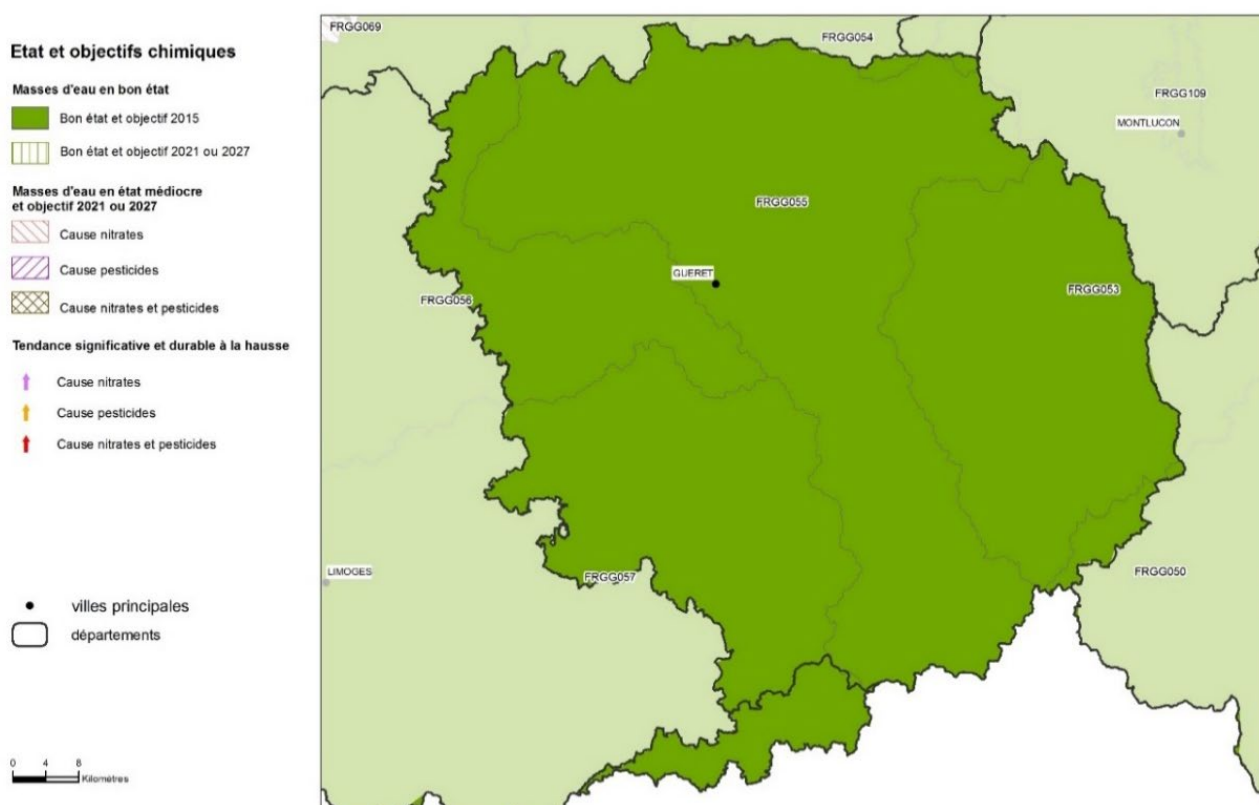 Etat et objectifs chimiques
Masses d'eau en bon état
Bon état et objectif 2015
Bon état et objectif 2021 ou 2027
Masses d'eau en état médiocre
et objectif 2021 ou 2027
Cause nitrates
Cause pesticides
Cause nitrates et pesticides
Tendance significative et durable à la hausse
Cause nitrates
Cause pesticides
Cause nitrates et pesticides
villes principales
départements
0 4 8
Kilomètres
FRGG069
FRGG054
FRGG109
MONTLUCON
FRGG055
GUERET
FRGG053
FRGG056
LIMOGES
FRGG057
FRGG050